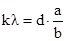 kλ = d · a/b